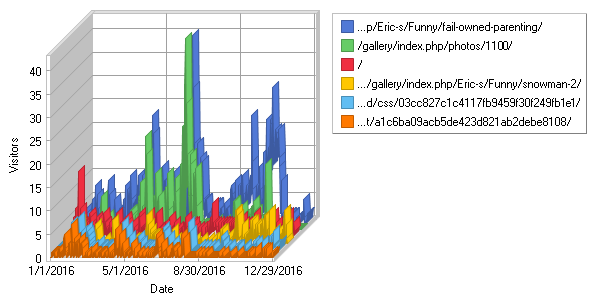 ...p/Eric-s/Funny/fail-owned-parenting/
/gallery/index.php/photos/1100/
/
.../gallery/index.php/Eric-s/Funny/snowman-2/
...d/css/03cc827c1c4117fb9459f30f249fb1e1/
...t/a1c6ba09acb5de423d821ab2debe8108/
40
35
30
25
20
15
10
5
0
Visitors
1/1/2016 5/1/2016 8/30/2016 12/29/2016
Date